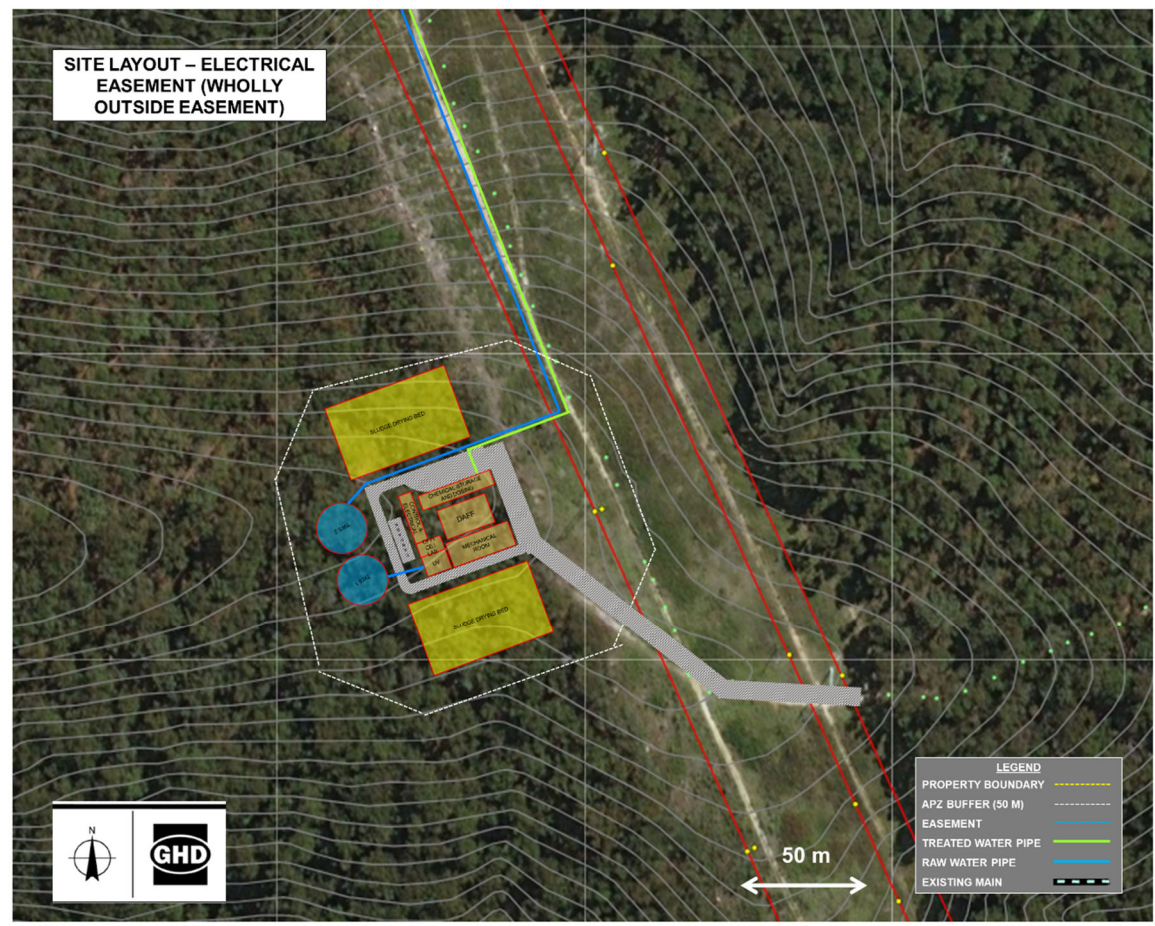 SITE LAYOUT – ELECTRICAL
EASEMENT (WHOLLY
OUTSIDE EASEMENT)
SLUDGE DRYING BED
CHEMICAL STORAGE
AND DOSING
DAFF
MECHANICAL
ROOM
UV
SLUDGE DRYING BED
N
GHD
50 m
LEGEND
PROPERTY BOUNDARY
APZ BUFFER (50 M)
EASEMENT
TREATED WATER PIPE
RAW WATER PIPE
EXISTING MAIN